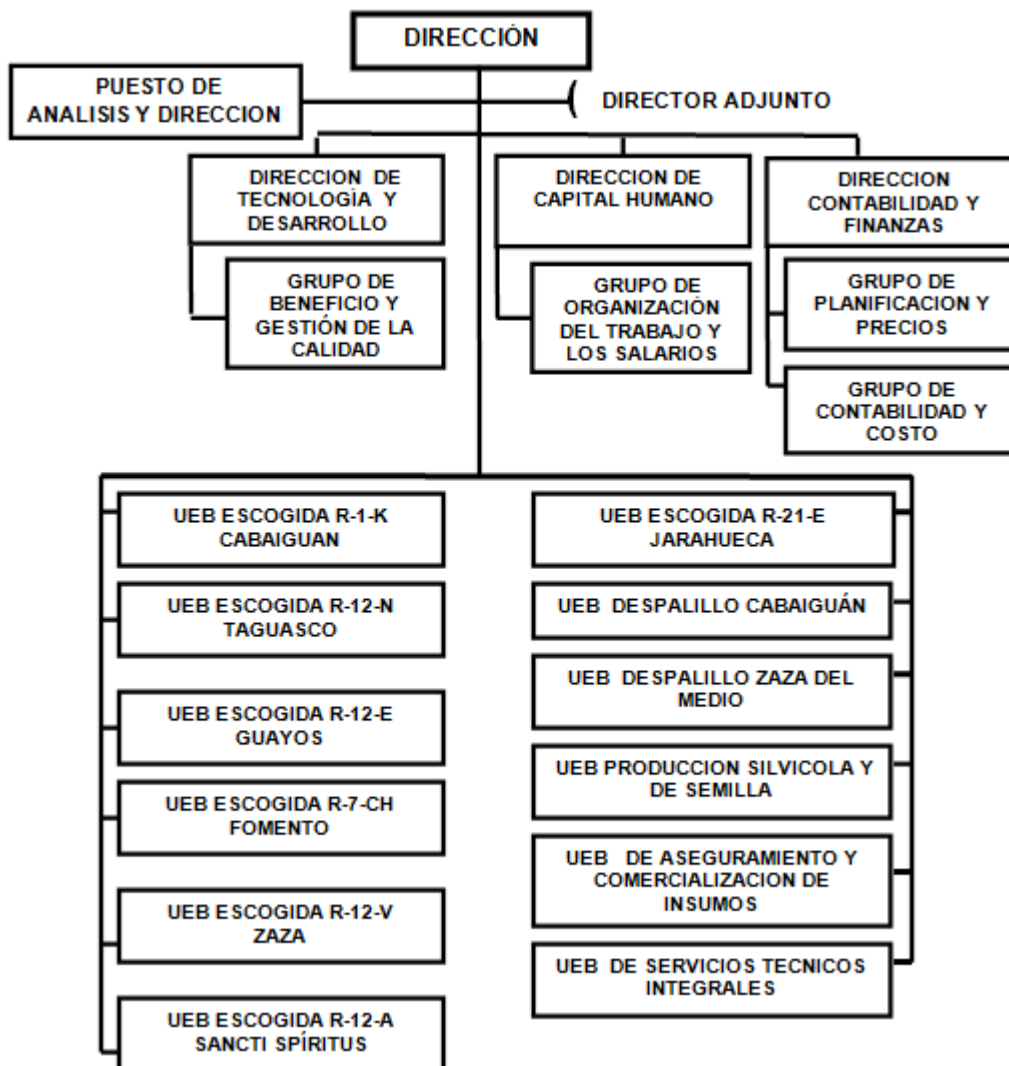 DIRECCIÓN
PUESTO DE
ANALISIS Y DIRECCION
DIRECTOR ADJUNTO
DIRECCION DE
TECNOLOGÌA Y
DESARROLLO
DIRECCION DE
CAPITAL HUMANO
DIRECCION
CONTABILIDAD Y
FINANZAS
GRUPO DE
BENEFICIO Y
GESTIÓN DE LA
CALIDAD
GRUPO DE
ORGANIZACIÓN
DEL TRABAJO Y
LOS SALARIOS
GRUPO DE
PLANIFICACION Y
PRECIOS
GRUPO DE
CONTABILIDAD Y
COSTO
UEB ESCOGIDA R-1-K
CABAIGUAN
UEB ESCOGIDA R-12-N
TAGUASCO
UEB ESCOGIDA R-12-E
GUAYOS
UEB ESCOGIDA R-7-CH
FOMENTO
UEB ESCOGIDA R-12-V
ZAZA
UEB ESCOGIDA R-12-A
SANCTI SPÍRITUS
UEB ESCOGIDA R-21-E
JARAHUECA
UEB DESPALILLO CABAIGUÁN
UEB DESPALILLO ZAZA DEL
MEDIO
UEB PRODUCCION SILVICOLA Y
DE SEMILLA
UEB DE ASEGURAMIENTO Y
COMERCIALIZACION DE
INSUMOS
UEB DE SERVICIOS TECNICOS
INTEGRALES